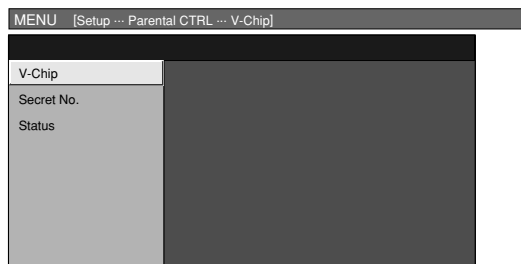 MENU [Setup ··· Parental CTRL ··· V-Chip]
V-Chip
Secret No.
Status